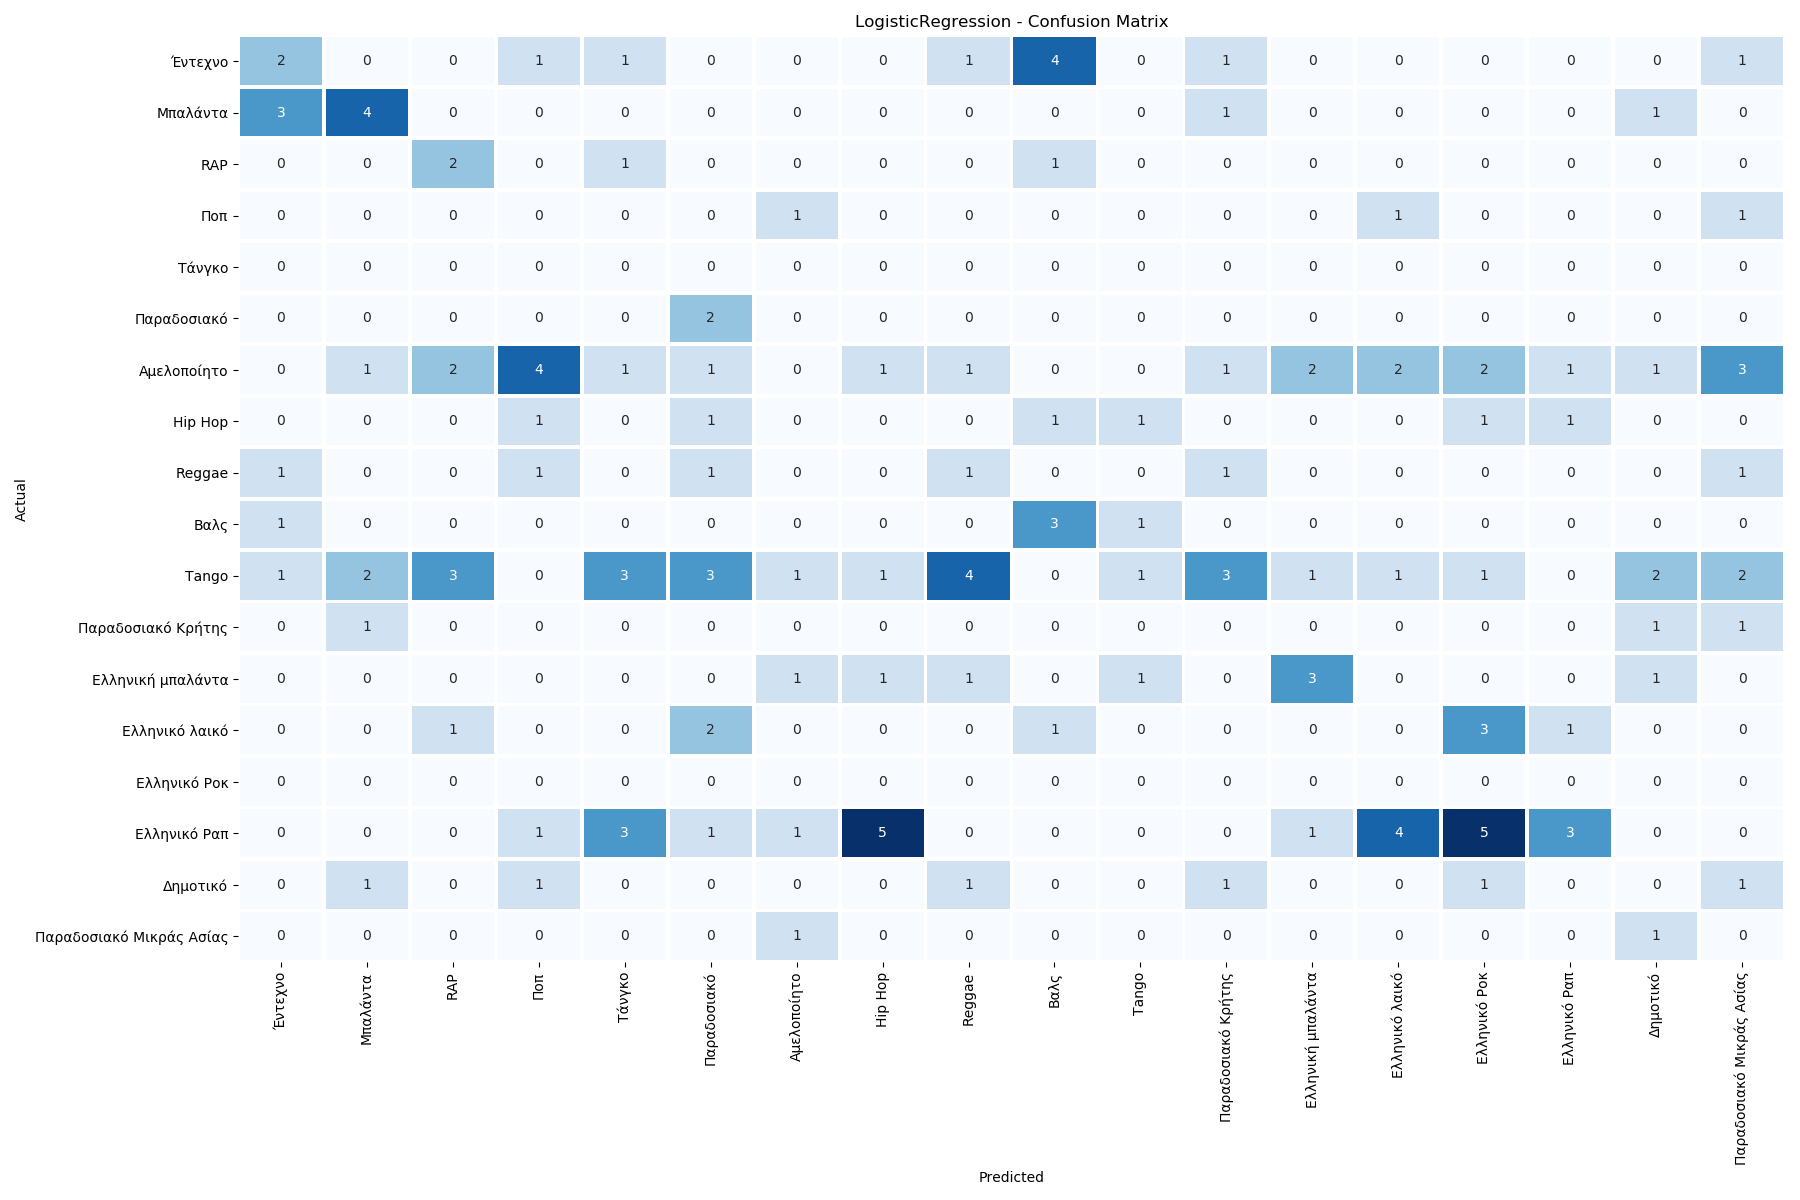 LogisticRegression - Confusion Matrix
Έντεχνο 2 0 0 1 1 0 0 0 1 4 0 1 0 0 0 0 0 1
Μπαλάντα 3 4 0 0 0 0 0 0 0 0 0 1 0 0 0 0 1 0
RAP 0 0 2 0 1 0 0 0 0 1 0 0 0 0 0 0 0 0
Ποπ 0 0 0 0 0 0 1 0 0 0 0 0 0 1 0 0 0 1
Τάνγκο 0 0 0 0 0 0 0 0 0 0 0 0 0 0 0 0 0 0
Παραδοσιακό 0 0 0 0 0 2 0 0 0 0 0 0 0 0 0 0 0 0
Αμελοποίητο 0 1 2 4 1 1 0 1 1 0 0 1 2 2 2 1 1 3
Hip Hop 0 0 0 1 0 1 0 0 0 1 1 0 0 0 1 1 0 0
Reggae 1 0 0 1 0 1 0 0 1 0 0 1 0 0 0 0 0 1
Βαλς 1 0 0 0 0 0 0 0 0 3 1 0 0 0 0 0 0 0
Tango 1 2 3 0 3 3 1 1 4 0 1 3 1 1 1 0 2 2
Παραδοσιακό Κρήτης 0 1 0 0 0 0 0 0 0 0 0 0 0 0 0 0 1 1
Ελληνική μπαλάντα 0 0 0 0 0 0 1 1 1 0 1 0 3 0 0 0 1 0
Ελληνικό λαικό 0 0 1 0 0 2 0 0 0 1 0 0 0 0 3 1 0 0
Ελληνικό Ροκ 0 0 0 0 0 0 0 0 0 0 0 0 0 0 0 0 0 0
Ελληνικό Ραπ 0 0 0 1 3 1 1 5 0 0 0 0 1 4 5 3 0 0
Δημοτικό 0 1 0 1 0 0 0 0 1 0 0 1 0 0 1 0 0 1
Παραδοσιακό Μικράς Ασίας 0 0 0 0 0 0 1 0 0 0 0 0 0 0 0 0 1 0
Actual
Έντεχνο
Μπαλάντα
RAP
Ποπ
Τάνγκο
Παραδοσιακό
Αμελοποίητο
Hip Hop
Reggae
Βαλς
Tango
Παραδοσιακό Κρήτης
Ελληνική μπαλάντα
Ελληνικό λαικό
Ελληνικό Ροκ
Ελληνικό Ραπ
Δημοτικό
Παραδοσιακό Μικράς Ασίας
Predicted